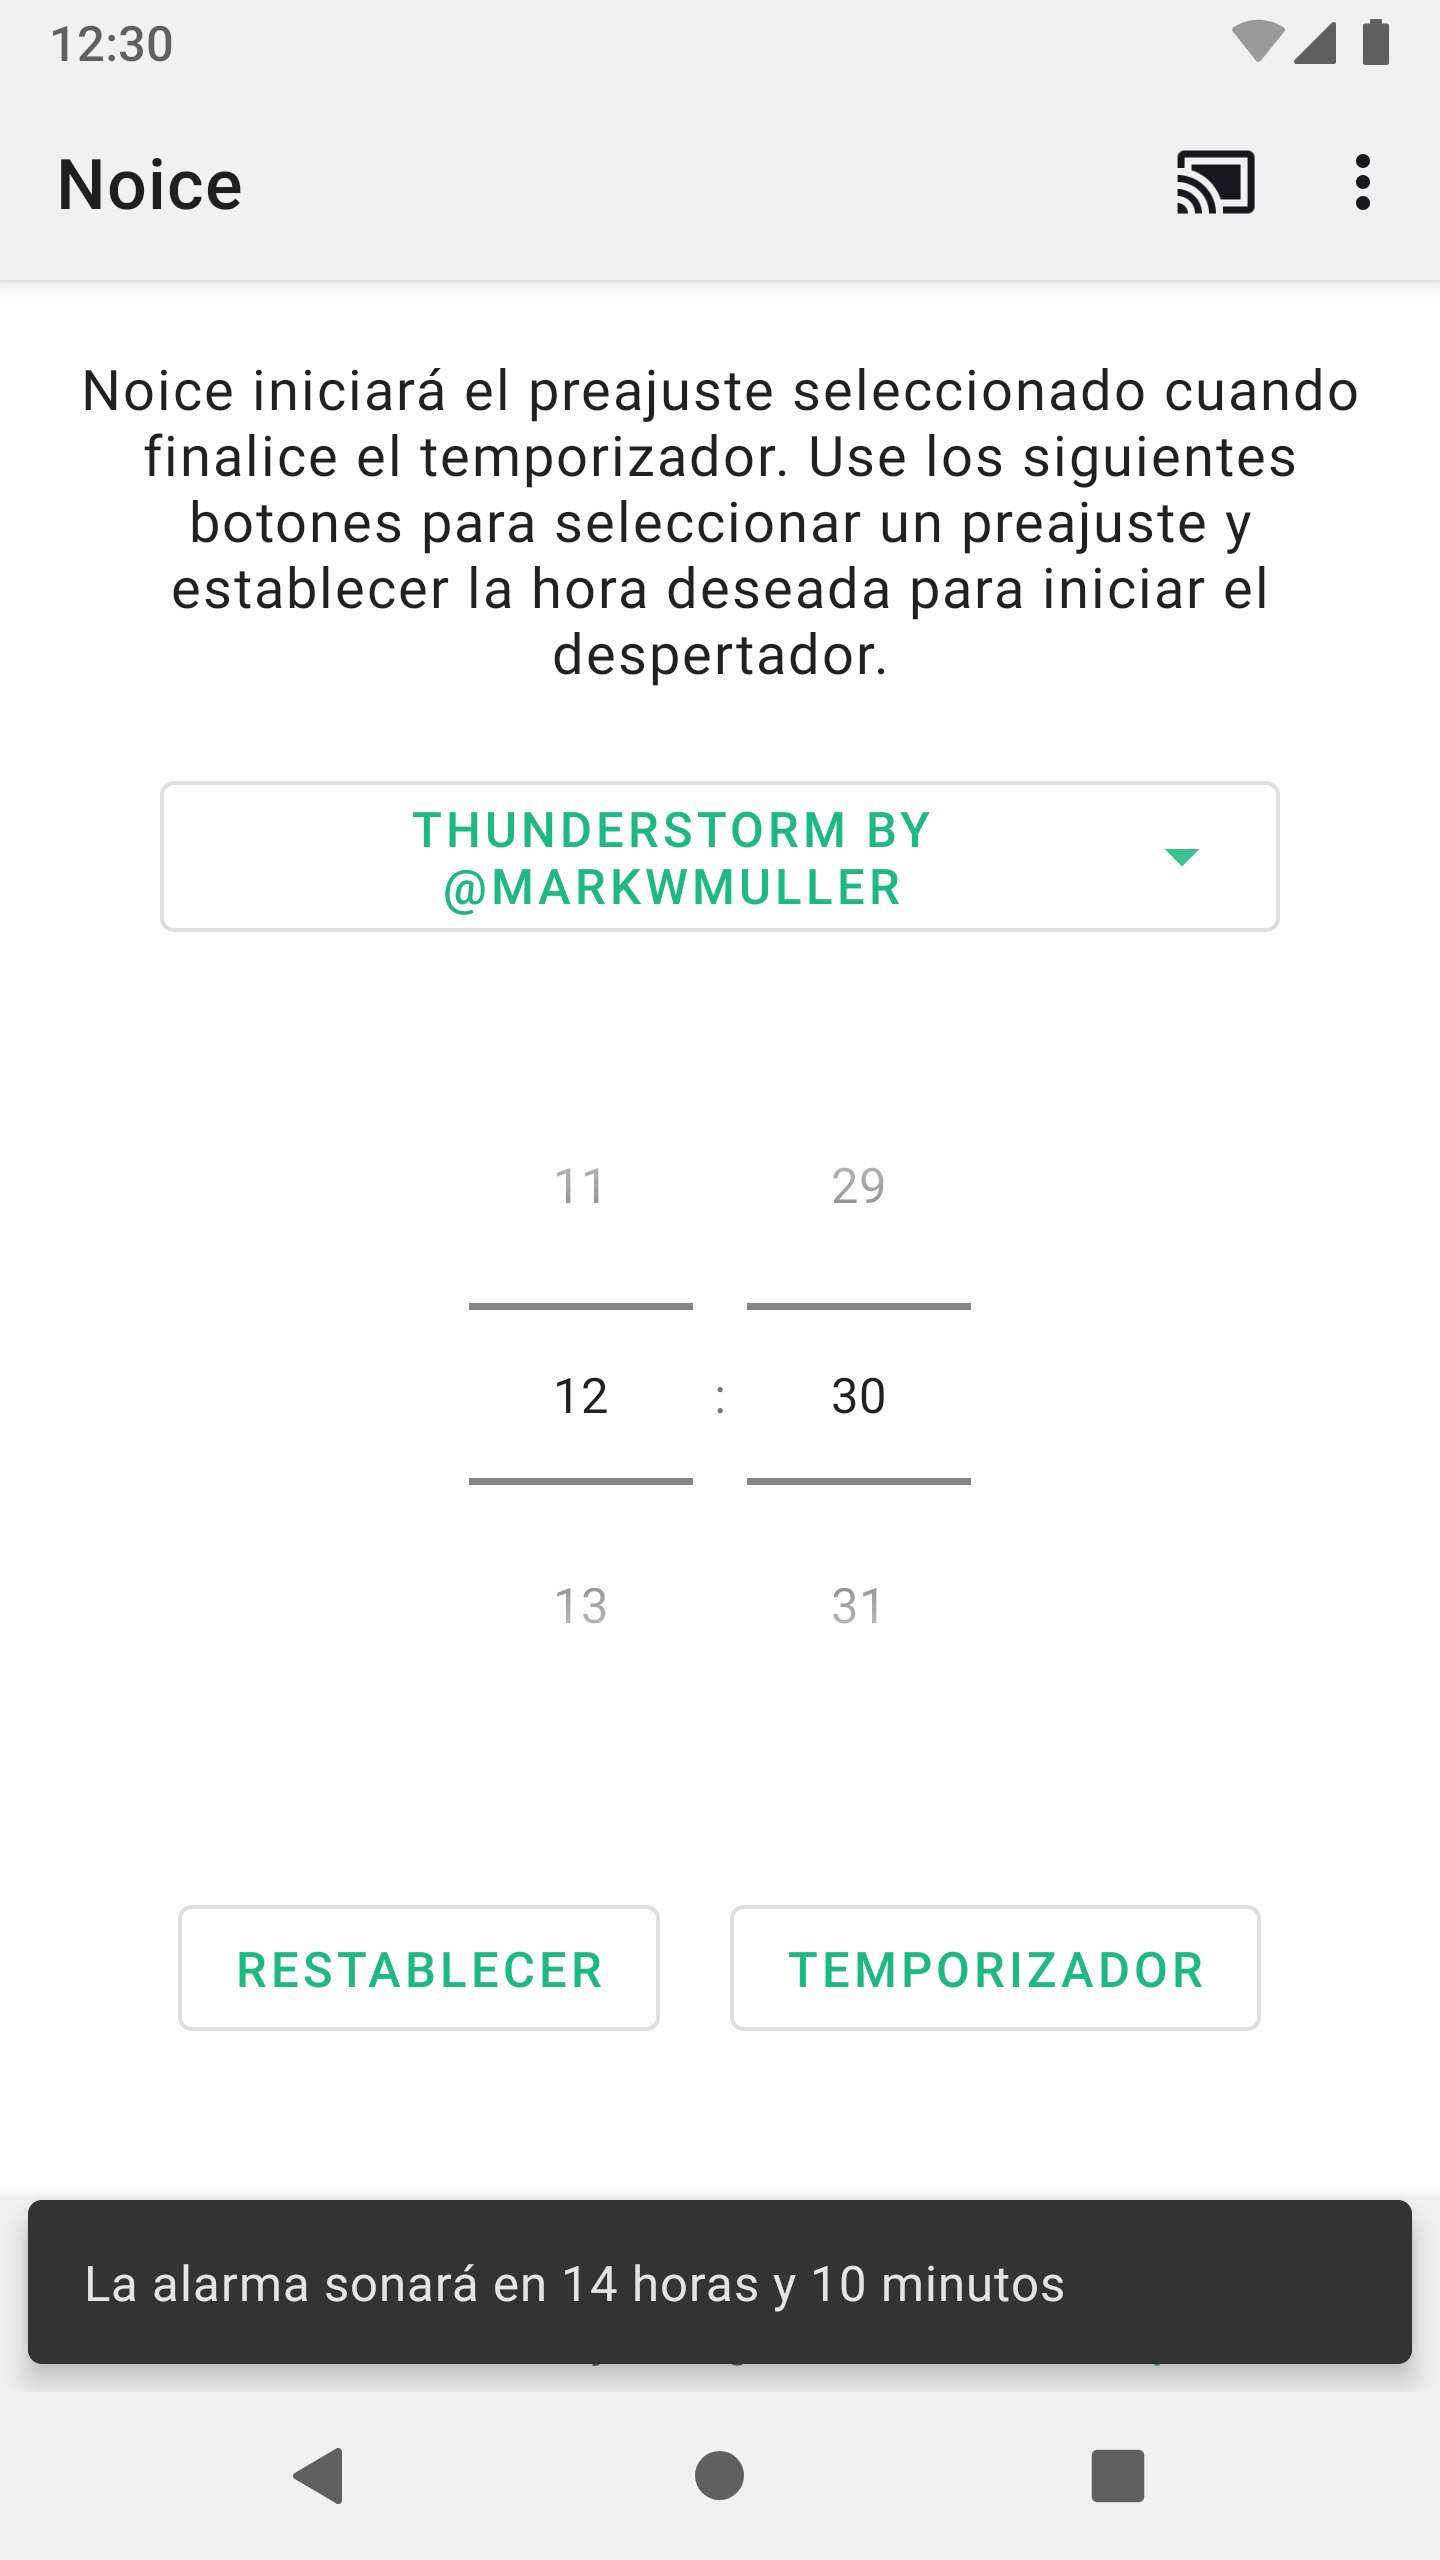 12:30
Noice
Noice iniciará el preajuste seleccionado cuando
finalice el temporizador. Use los siguientes
botones para seleccionar un preajuste y
establecer la hora deseada para iniciar el
despertador.
THUNDERSTORM BY
@MARKWMULLER
11 29
12 : 30
13 31
RESTABLECER TEMPORIZADOR
La alarma sonará en 14 horas y 10 minutos